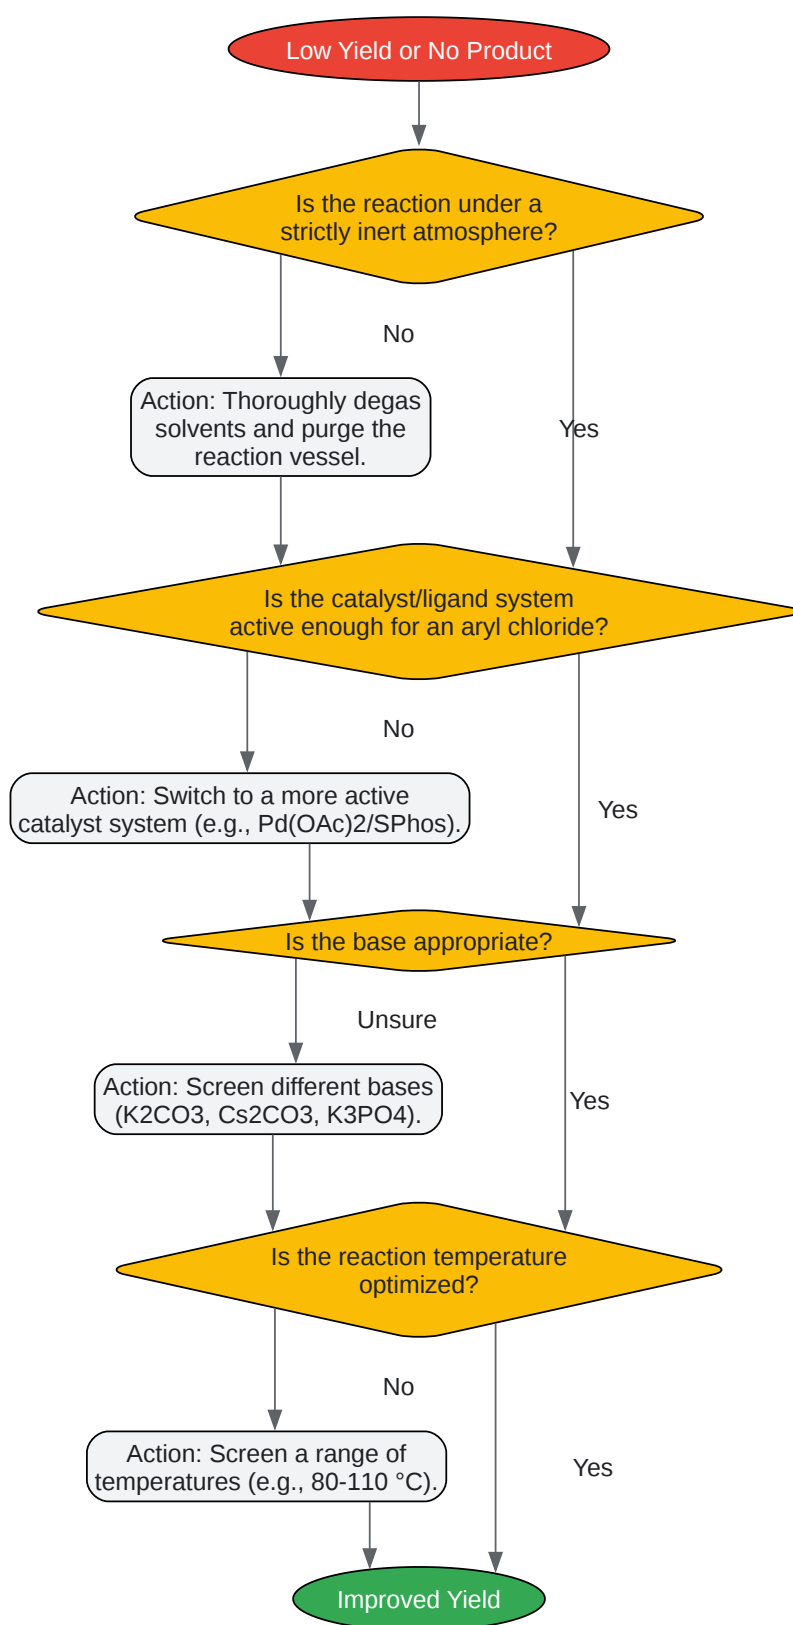 Low Yield or No Product
Is the reaction under a
strictly inert atmosphere?
No
Action: Thoroughly degas
solvents and purge the
reaction vessel.
Yes
Is the catalyst/ligand system
active enough for an aryl chloride?
No
Action: Switch to a more active
catalyst system (e.g., Pd(OAc)2/SPhos).
Yes
Is the base appropriate?
Unsure
Action: Screen different bases
(K2CO3, Cs2CO3, K3PO4).
Yes
Is the reaction temperature
optimized?
No
Action: Screen a range of
temperatures (e.g., 80-110 °C).
Yes
Improved Yield